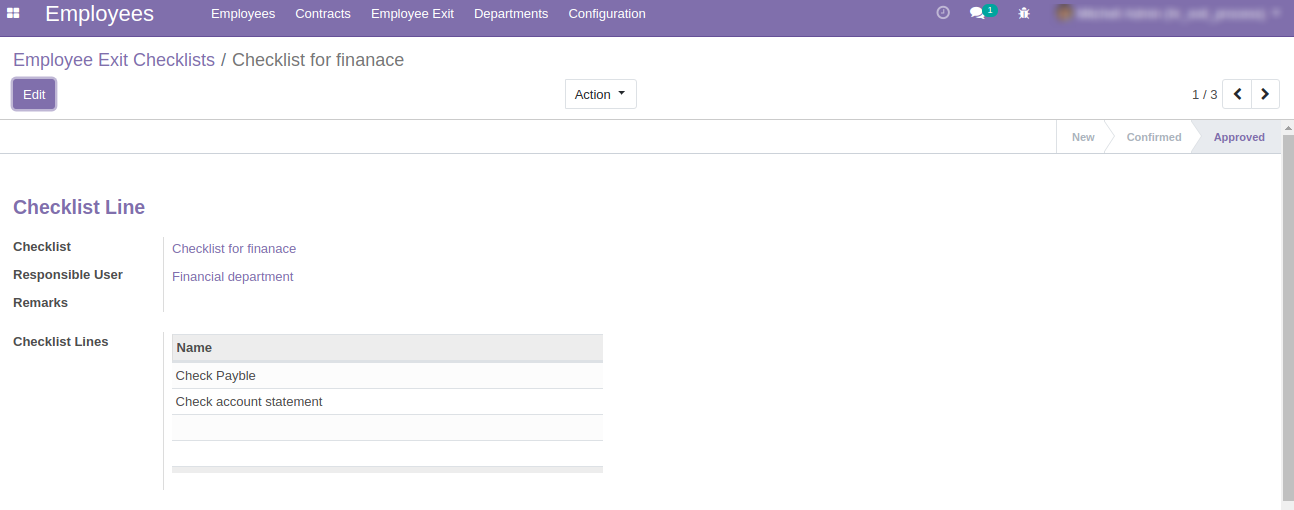 Employees Employees Contracts Employee Exit Departments Configuration 1
Employee Exit Checklists / Checklist for finanace
Edit Action 1 / 3
New Confirmed Approved
Checklist Line
Checklist Checklist for finanace
Responsible User Financial department
Remarks
Checklist Lines
Name
Check Payble
Check account statement